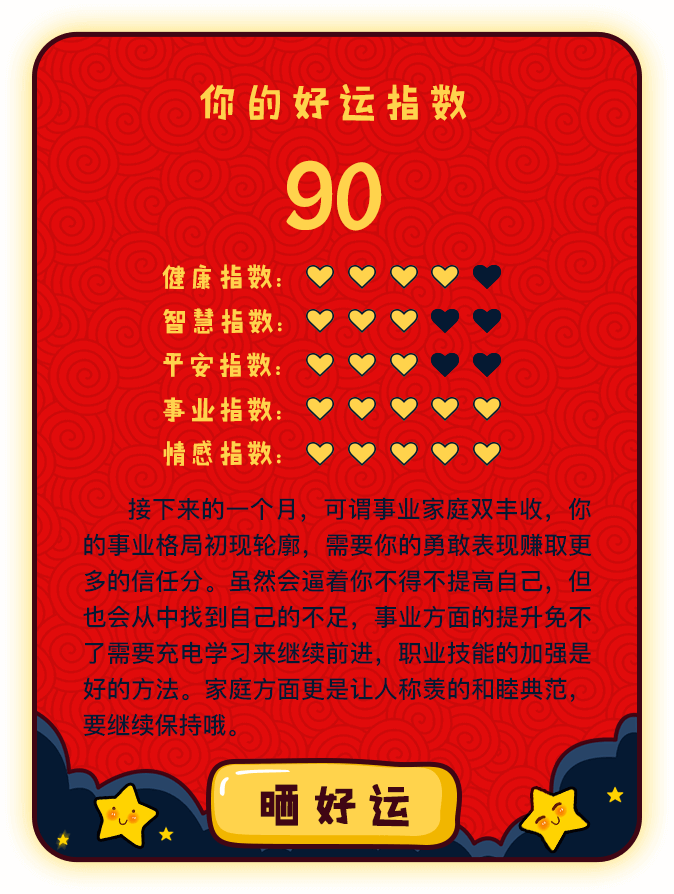 你的好运指数
90
健康指数：
智慧指数：
平安指数：
事业指数：
情感指数：
接下来的一个月，可谓事业家庭双丰收，你
的事业格局初现轮廓，需要你的勇敢表现赚取更
多的信任分。虽然会逼着你不得不提高自己，但
也会从中找到自己的不足，事业方面的提升免不
了需要充电学习来继续前进，职业技能的加强是
好的方法。家庭方面更是让人称羡的和睦典范，
要继续保持哦。
晒好运